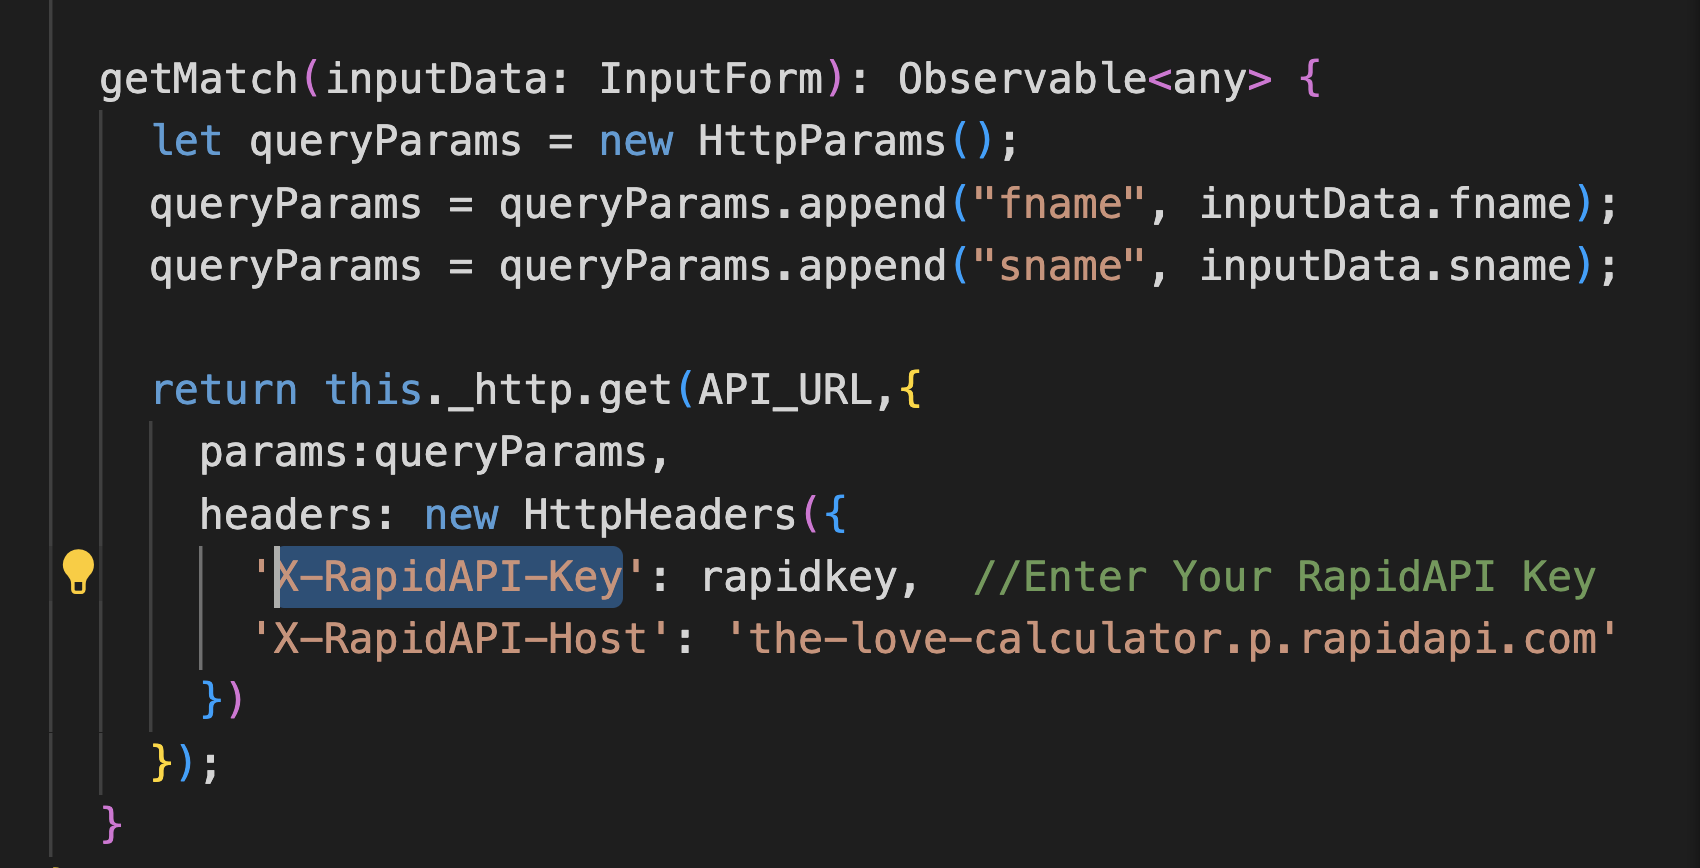 getMatch(inputData: InputForm): Observable<any> {
let queryParams = new HttpParams();
queryParams = queryParams.append("fname", inputData.fname);
queryParams = queryParams.append("sname", inputData.sname);
return this._http.get(API_URL,{
params:queryParams,
headers: new HttpHeaders({
'X-RapidAPI-Key': rapidkey,  //Enter Your RapidAPI Key
'X-RapidAPI-Host': 'the-love-calculator.p.rapidapi.com'
})
});
}